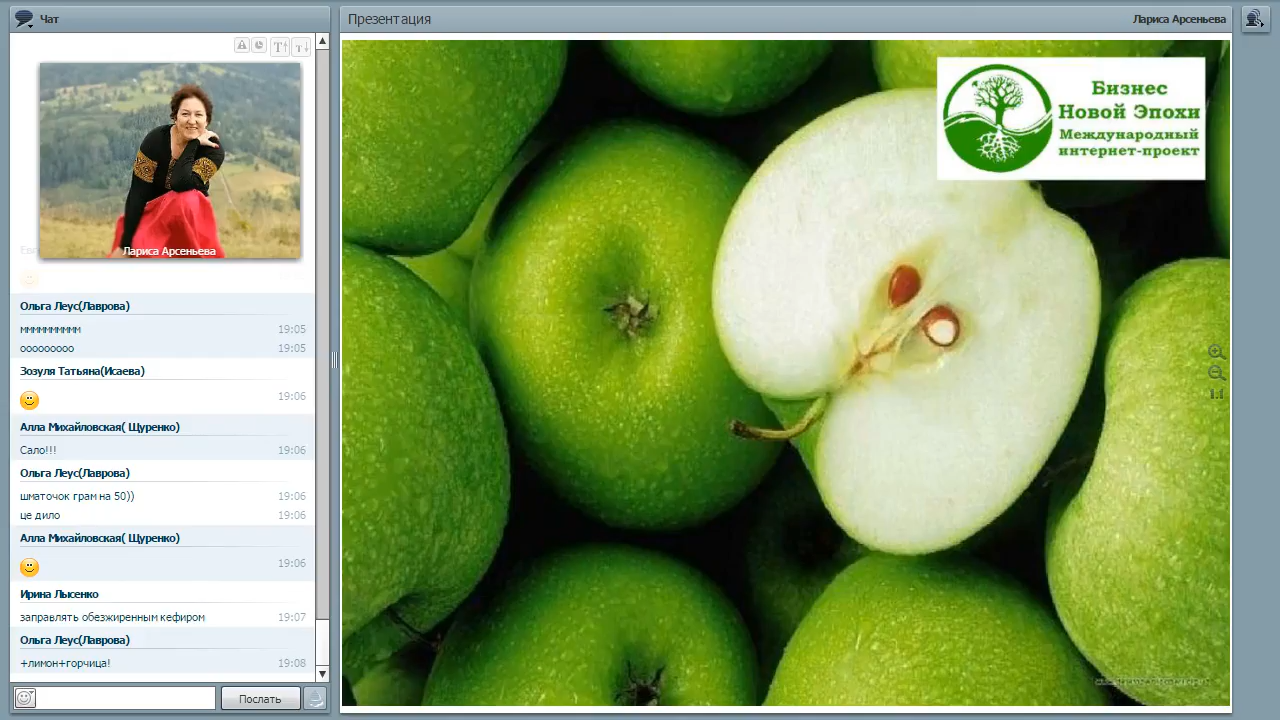 Чат
Лариса Арсеньева
Ольга Леус(Лаврова)
мммммммммм 19:05
ооооооооо 19:05
Зозуля Татьяна(Исаева)
19:06
Алла Михайловская( Щуренко)
Сало!!! 19:06
Ольга Леус(Лаврова)
шматочок грам на 50)) 19:06
це дило 19:06
Алла Михайловская( Щуренко)
19:06
Ирина Лысенко
заправлять обезжиренным кефиром 19:07
Ольга Леус(Лаврова)
+лимон+горчица! 19:08
Послать
Презентация
Лариса Арсеньева
Бизнес
Новой Эпохи
Международный
интернет-проект
1:1